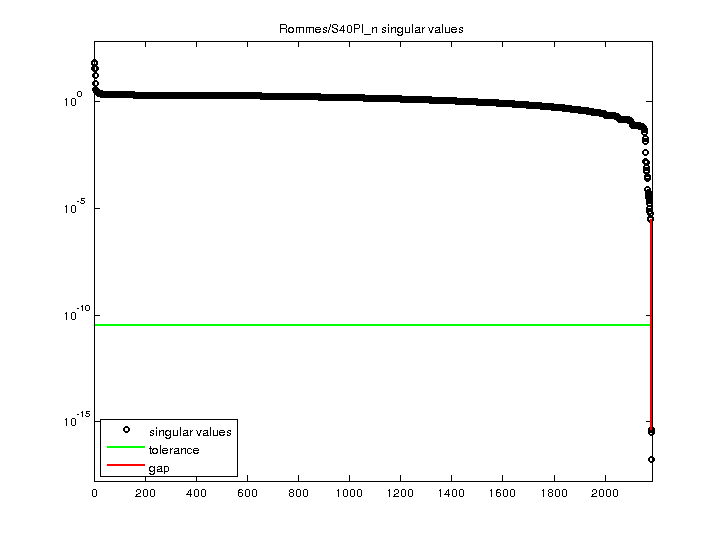 Rommes/S40PI_n singular values
10^0
10^-5
10^-10
10^-15
singular values
tolerance
gap
0 200 400 600 800 1000 1200 1400 1600 1800 2000